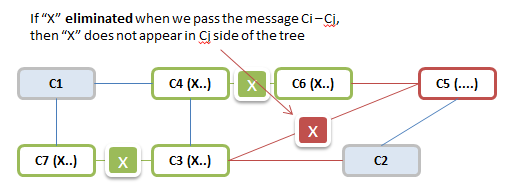 If “X” eliminated when we pass the message Ci–Cj,
then “X” does not appear in Cj side of the tree
C1
C4 (X..)
X
C6 (X..)
C5 (....)
X
C7 (X..)
X
C3 (X..)
C2